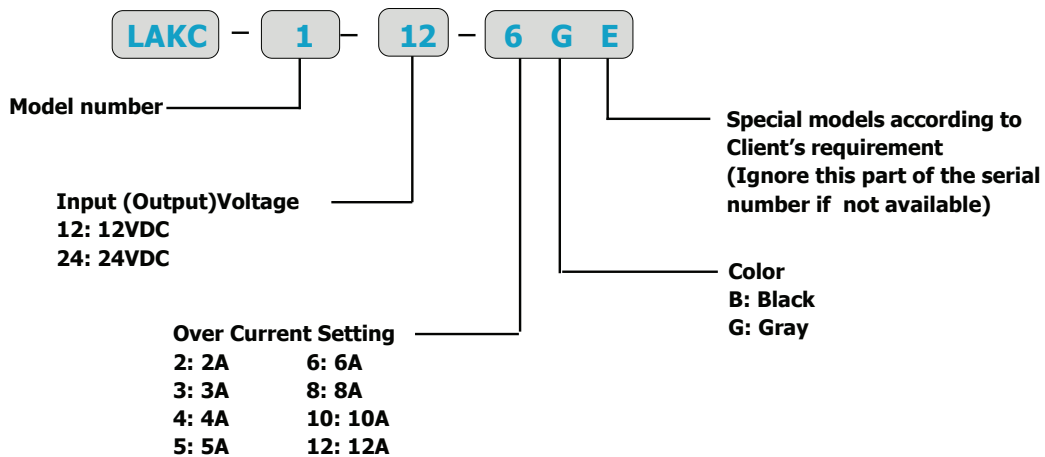 LAKC – 1 – 12 – 6 G E
Model number
Special models according to
Client's requirement
(Ignore this part of the serial
number if not available)
Input (Output)Voltage
12: 12VDC
24: 24VDC
Color
B: Black
G: Gray
Over Current Setting
2: 2A 6: 6A
3: 3A 8: 8A
4: 4A 10: 10A
5: 5A 12: 12A